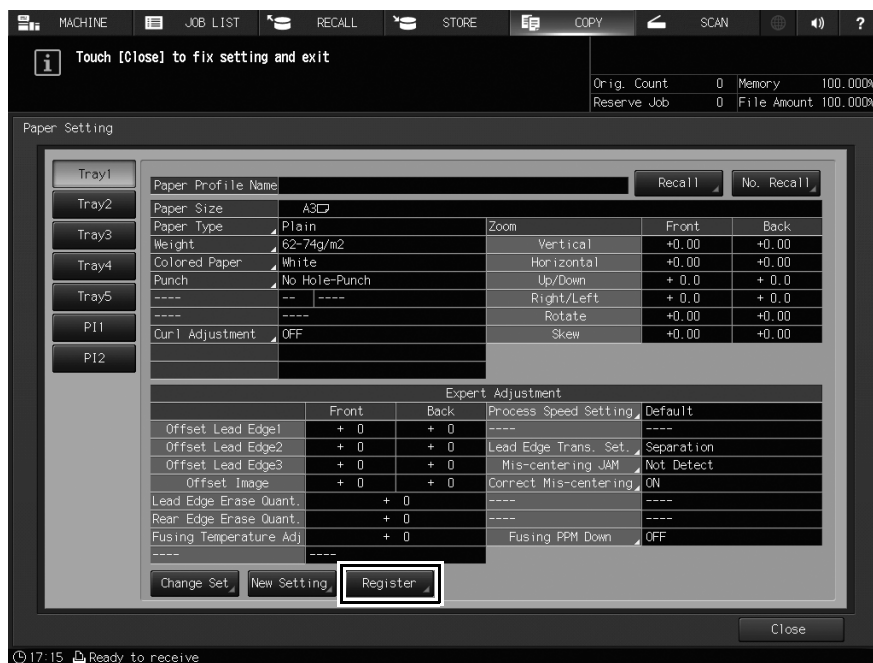 MACHINE JOB LIST RECALL STORE COPY SCAN ?
i Touch [Close] to fix setting and exit
Orig. Count 0 Memory 100.000%
Reserve Job 0 File Amount 100.000%
Paper Setting
Tray1
Tray2
Tray3
Tray4
Tray5
PI1
PI2
Paper Profile Name Recall No. Recall
Paper Size A3
Paper Type Plain Zoom Front Back
Weight 62-74g/m2 Vertical +0.00 +0.00
Colored Paper White Horizontal +0.00 +0.00
Punch No Hole-Punch Up/Down + 0.0 + 0.0
---- -- ---- Right/Left + 0.0 + 0.0
---- ---- Rotate +0.00 +0.00
Curl Adjustment OFF Skew +0.00 +0.00
Expert Adjustment
Front Back Process Speed Setting Default
Offset Lead Edge1 + 0 + 0 ---- ----
Offset Lead Edge2 + 0 + 0 Lead Edge Trans. Set. Separation
Offset Lead Edge3 + 0 + 0 Mis-centering JAM Not Detect
Offset Image + 0 + 0 Correct Mis-centering ON
Lead Edge Erase Quant. + 0 ---- ----
Rear Edge Erase Quant. + 0 ---- ----
Fusing Temperature Adj + 0 Fusing PPM Down OFF
---- ----
Change Set New Setting Register
Close
17:15 Ready to receive